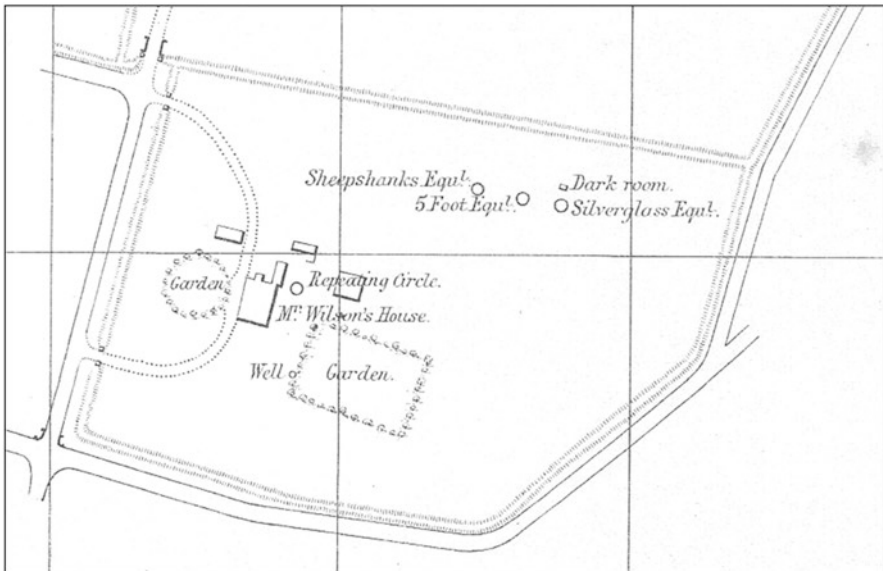 Sheepshanks Equl.
5 Foot Equl.
Dark room.
Silverglass Equl.
Garden
Repeating Circle.
Mr. Wilson's House.
Well
Garden.